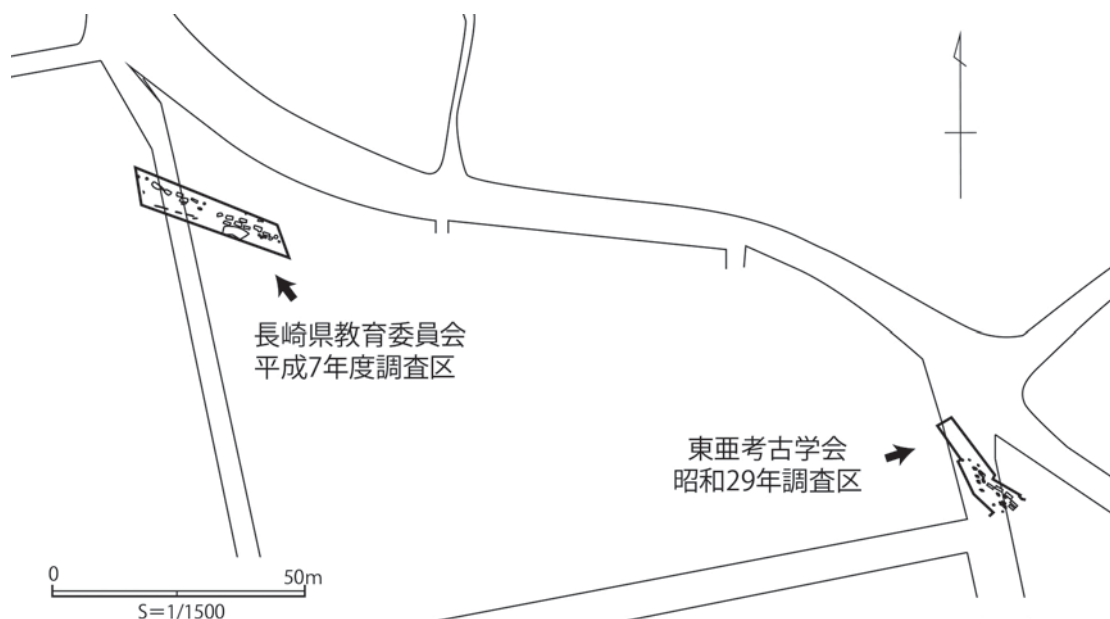 長崎県教育委員会
平成7年度調査区
東亜考古学会
昭和29年調査区
0 50m
S=1/1500